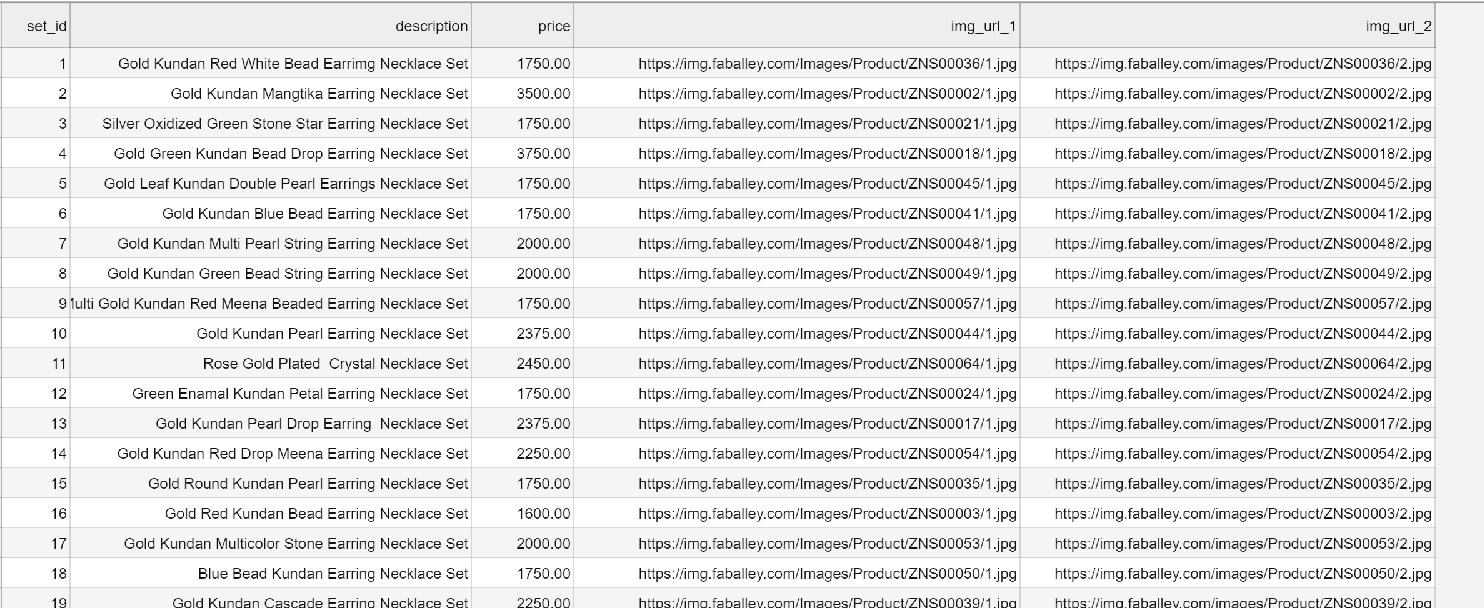 set_id description price img_url_1 img_url_2
1 Gold Kundan Red White Bead Earrimg Necklace Set 1750.00 https://img.faballey.com/Images/Product/ZNS00036/1.jpg https://img.faballey.com/images/Product/ZNS00036/2.jpg
2 Gold Kundan Mangtika Earring Necklace Set 3500.00 https://img.faballey.com/Images/Product/ZNS00002/1.jpg https://img.faballey.com/images/Product/ZNS00002/2.jpg
3 Silver Oxidized Green Stone Star Earring Necklace Set 1750.00 https://img.faballey.com/Images/Product/ZNS00021/1.jpg https://img.faballey.com/images/Product/ZNS00021/2.jpg
4 Gold Green Kundan Bead Drop Earring Necklace Set 3750.00 https://img.faballey.com/Images/Product/ZNS00018/1.jpg https://img.faballey.com/images/Product/ZNS00018/2.jpg
5 Gold Leaf Kundan Double Pearl Earrings Necklace Set 1750.00 https://img.faballey.com/Images/Product/ZNS00045/1.jpg https://img.faballey.com/images/Product/ZNS00045/2.jpg
6 Gold Kundan Blue Bead Earring Necklace Set 1750.00 https://img.faballey.com/Images/Product/ZNS00041/1.jpg https://img.faballey.com/images/Product/ZNS00041/2.jpg
7 Gold Kundan Multi Pearl String Earring Necklace Set 2000.00 https://img.faballey.com/Images/Product/ZNS00048/1.jpg https://img.faballey.com/images/Product/ZNS00048/2.jpg
8 Gold Kundan Green Bead String Earring Necklace Set 2000.00 https://img.faballey.com/Images/Product/ZNS00049/1.jpg https://img.faballey.com/images/Product/ZNS00049/2.jpg
9 Gold Kundan Red Meena Beaded Earring Necklace Set 1750.00 https://img.faballey.com/Images/Product/ZNS00057/1.jpg https://img.faballey.com/images/Product/ZNS00057/2.jpg
10 Gold Kundan Pearl Earring Necklace Set 2375.00 https://img.faballey.com/Images/Product/ZNS00044/1.jpg https://img.faballey.com/images/Product/ZNS00044/2.jpg
11 Rose Gold Plated  Crystal Necklace Set 2450.00 https://img.faballey.com/Images/Product/ZNS00064/1.jpg https://img.faballey.com/images/Product/ZNS00064/2.jpg
12 Green Enamal Kundan Petal Earring Necklace Set 1750.00 https://img.faballey.com/Images/Product/ZNS00024/1.jpg https://img.faballey.com/images/Product/ZNS00024/2.jpg
13 Gold Kundan Pearl Drop Earring  Necklace Set 2375.00 https://img.faballey.com/Images/Product/ZNS00017/1.jpg https://img.faballey.com/images/Product/ZNS00017/2.jpg
14 Gold Kundan Red Drop Meena Earring Necklace Set 2250.00 https://img.faballey.com/Images/Product/ZNS00054/1.jpg https://img.faballey.com/images/Product/ZNS00054/2.jpg
15 Gold Round Kundan Pearl Earring Necklace Set 1750.00 https://img.faballey.com/Images/Product/ZNS00035/1.jpg https://img.faballey.com/images/Product/ZNS00035/2.jpg
16 Gold Red Kundan Bead Earring Necklace Set 1600.00 https://img.faballey.com/Images/Product/ZNS00003/1.jpg https://img.faballey.com/images/Product/ZNS00003/2.jpg
17 Gold Kundan Multicolor Stone Earring Necklace Set 2000.00 https://img.faballey.com/Images/Product/ZNS00053/1.jpg https://img.faballey.com/images/Product/ZNS00053/2.jpg
18 Blue Bead Kundan Earring Necklace Set 1750.00 https://img.faballey.com/Images/Product/ZNS00050/1.jpg https://img.faballey.com/images/Product/ZNS00050/2.jpg
19 Gold Kundan Cascade Earring Necklace Set 2250.00 https://img.faballey.com/Images/Product/ZNS00039/1.jpg https://img.faballey.com/images/Product/ZNS00039/2.jpg